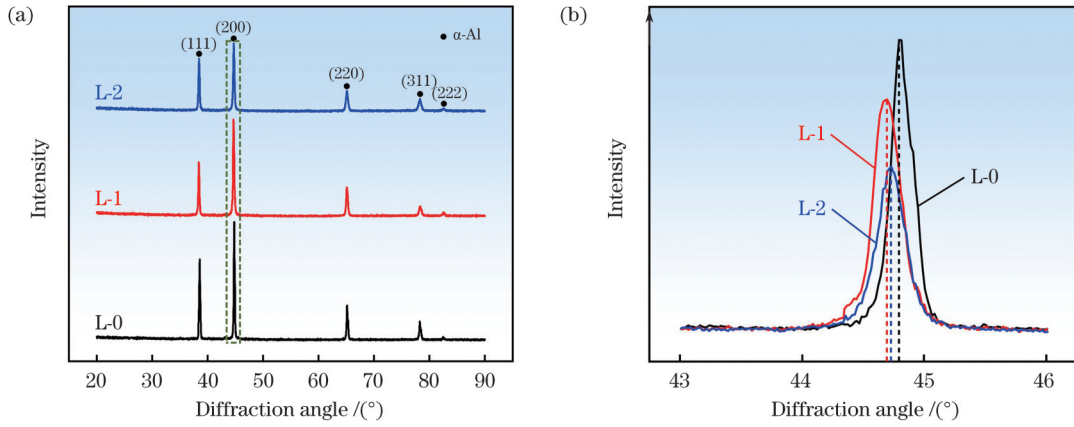 (a)
(200)
α-Al
(111)
(220)
(311)
(222)
L-2
L-1
L-0
Intensity
20 30 40 50 60 70 80 90
Diffraction angle /(°)
(b)
L-1
L-0
L-2
Intensity
43 44 45 46
Diffraction angle /(°)